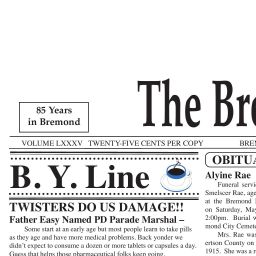 85 Years
in Bremond
The Bre
VOLUME LXXXV TWENTY-FIVE CENTS PER COPY BREM
B. Y. Line
TWISTERS DO US DAMAGE!!
Father Easy Named PD Parade Marshal –
Some start at an early age but most people learn to take pills
as they age and have more medical problems. Back yonder we
didn't expect to consume a dozen or more tablets or capsules a day.
Guess that helps those pharmaceutical folks keep going.
OBITUA
Alyine Rae
Funeral servic
Smelscer Rae, age
at the Bremond
on Saturday, May
2:00pm. Burial w
mond City Cemeter
Mrs. Rae was
ertson County on
1915. She was a r